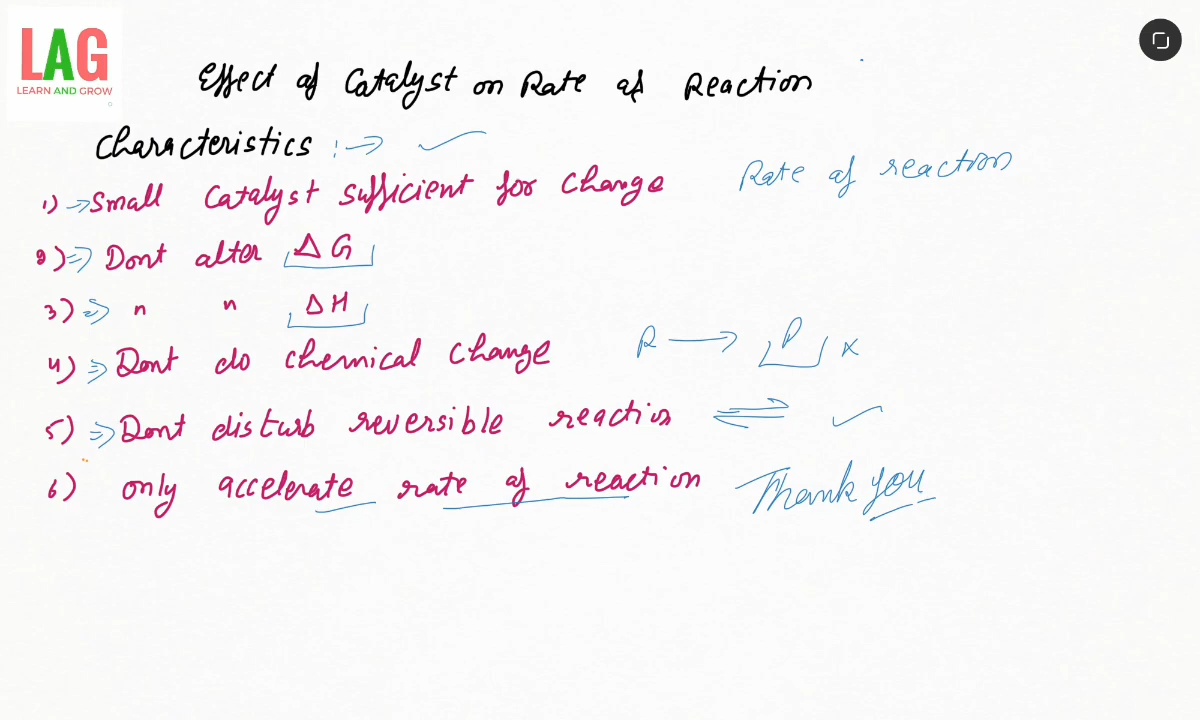 LAG
LEARN AND GROW
Effect of Catalyst on Rate of Reaction
Characteristics :→
1) → Small Catalyst sufficient for Change
Rate of reaction
2) ⇒ Dont alter ΔG
3) ⇒ " " ΔH
4) ⇒ Dont do chemical change
R → P x
5) ⇒ Dont disturb reversible reaction ⇌
6) only accelerate rate of reaction
Thank you